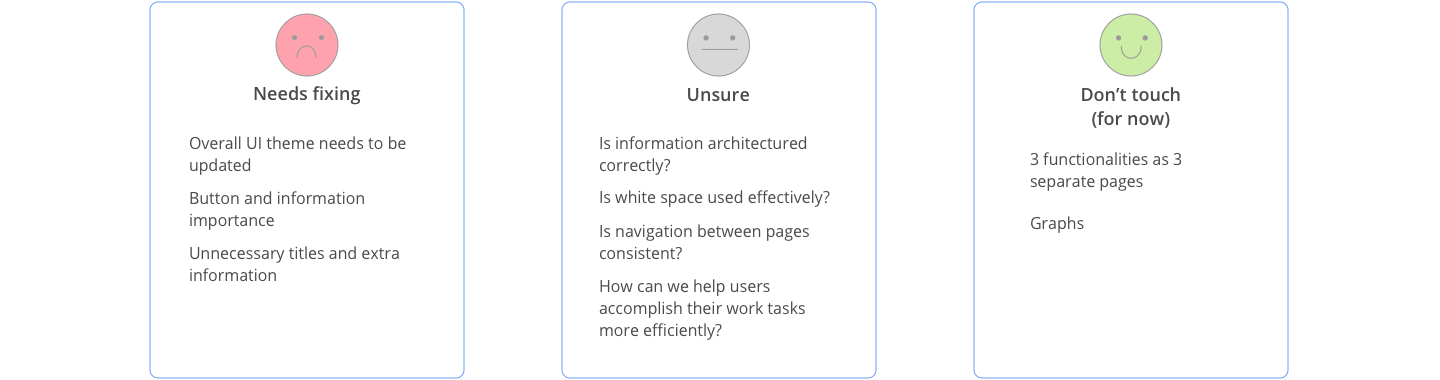 Needs fixing
Overall UI theme needs to be
updated
Button and information
importance
Unnecessary titles and extra
information
Unsure
Is information architectured
correctly?
Is white space used effectively?
Is navigation between pages
consistent?
How can we help users
accomplish their work tasks
more efficiently?
Don’t touch
(for now)
3 functionalities as 3
separate pages
Graphs